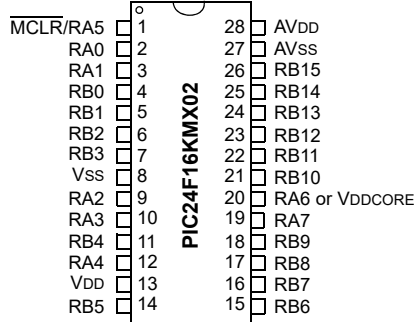 MCLR/RA5 1 28 AVDD
RA0 2 27 AVSS
RA1 3 26 RB15
RB0 4 25 RB14
RB1 5 24 RB13
RB2 6 23 RB12
RB3 7 22 RB11
VSS 8 21 RB10
RA2 9 20 RA6 or VDDCORE
RA3 10 19 RA7
RB4 11 18 RB9
RA4 12 17 RB8
VDD 13 16 RB7
RB5 14 15 RB6
PIC24F16KMX02